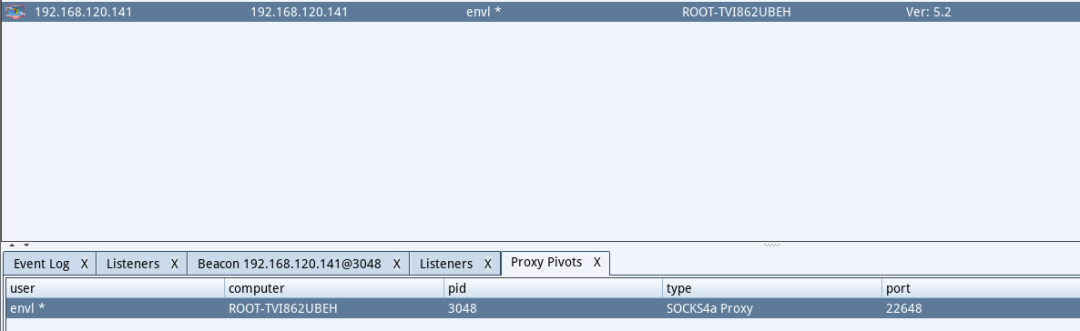 192.168.120.141 192.168.120.141 envl * ROOT-TVI862UBEH Ver: 5.2
Event Log X Listeners X Beacon 192.168.120.141@3048 X Listeners X Proxy Pivots X
user computer pid type port
envl * ROOT-TVI862UBEH 3048 SOCKS4a Proxy 22648